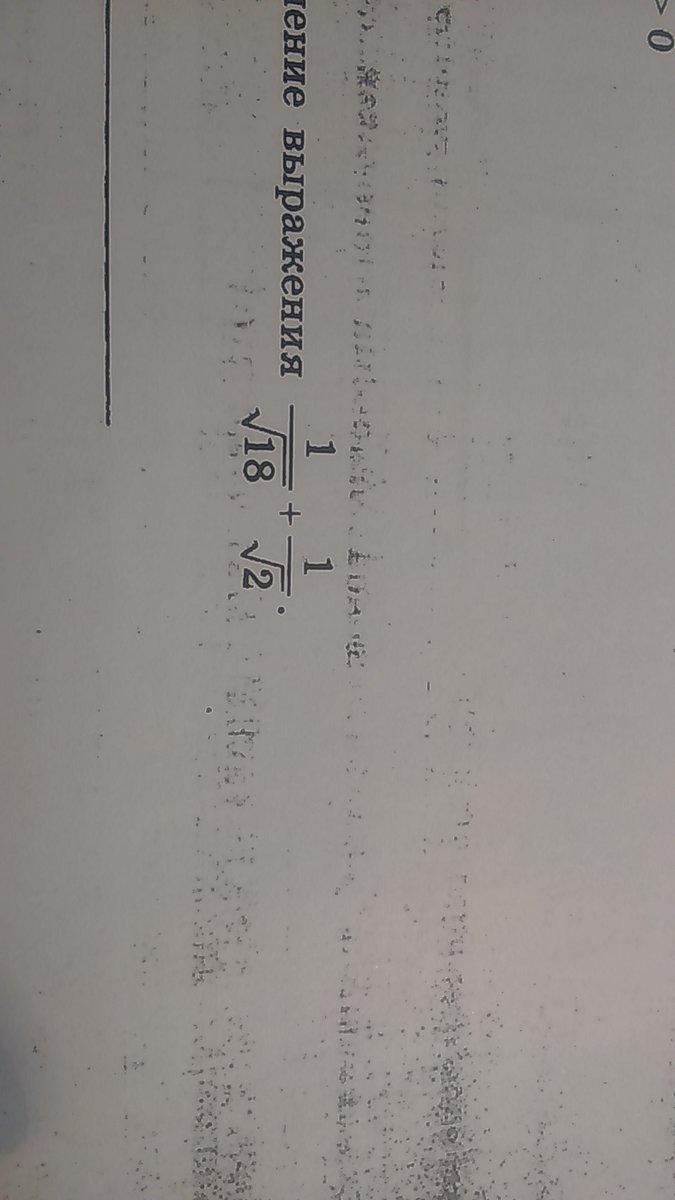 > 0
ение выражения 1/√18 + 1/√2.